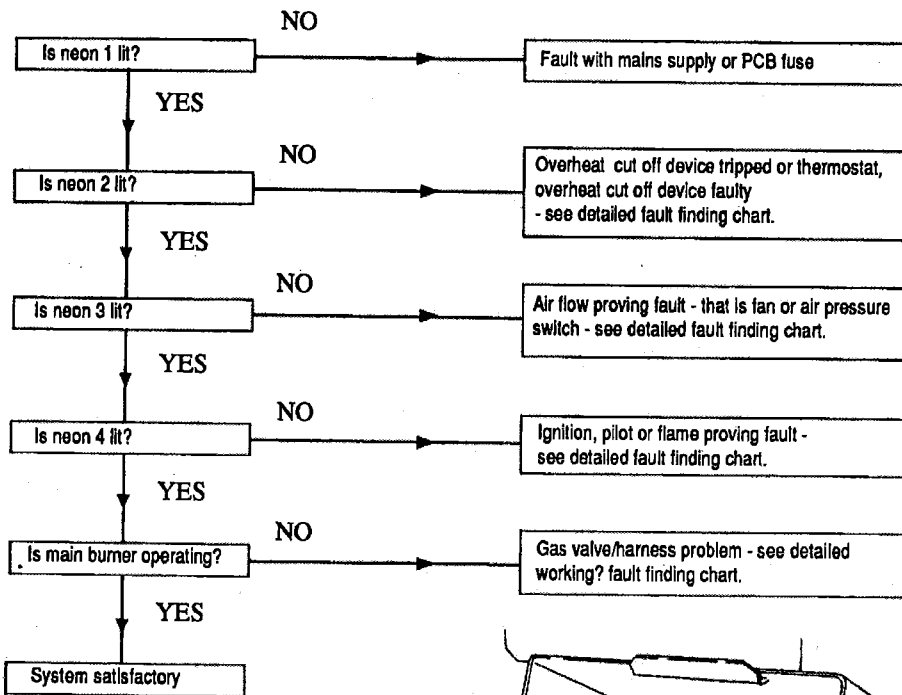 NO
Is neon 1 lit?
Fault with mains supply or PCB fuse
YES
NO
Is neon 2 lit?
Overheat cut off device tripped or thermostat,
overheat cut off device faulty
- see detailed fault finding chart.
YES
NO
Is neon 3 lit?
Air flow proving fault - that is fan or air pressure
switch - see detailed fault finding chart.
YES
NO
Is neon 4 lit?
Ignition, pilot or flame proving fault -
see detailed fault finding chart.
YES
NO
Is main burner operating?
Gas valve/harness problem - see detailed
working? fault finding chart.
YES
System satisfactory